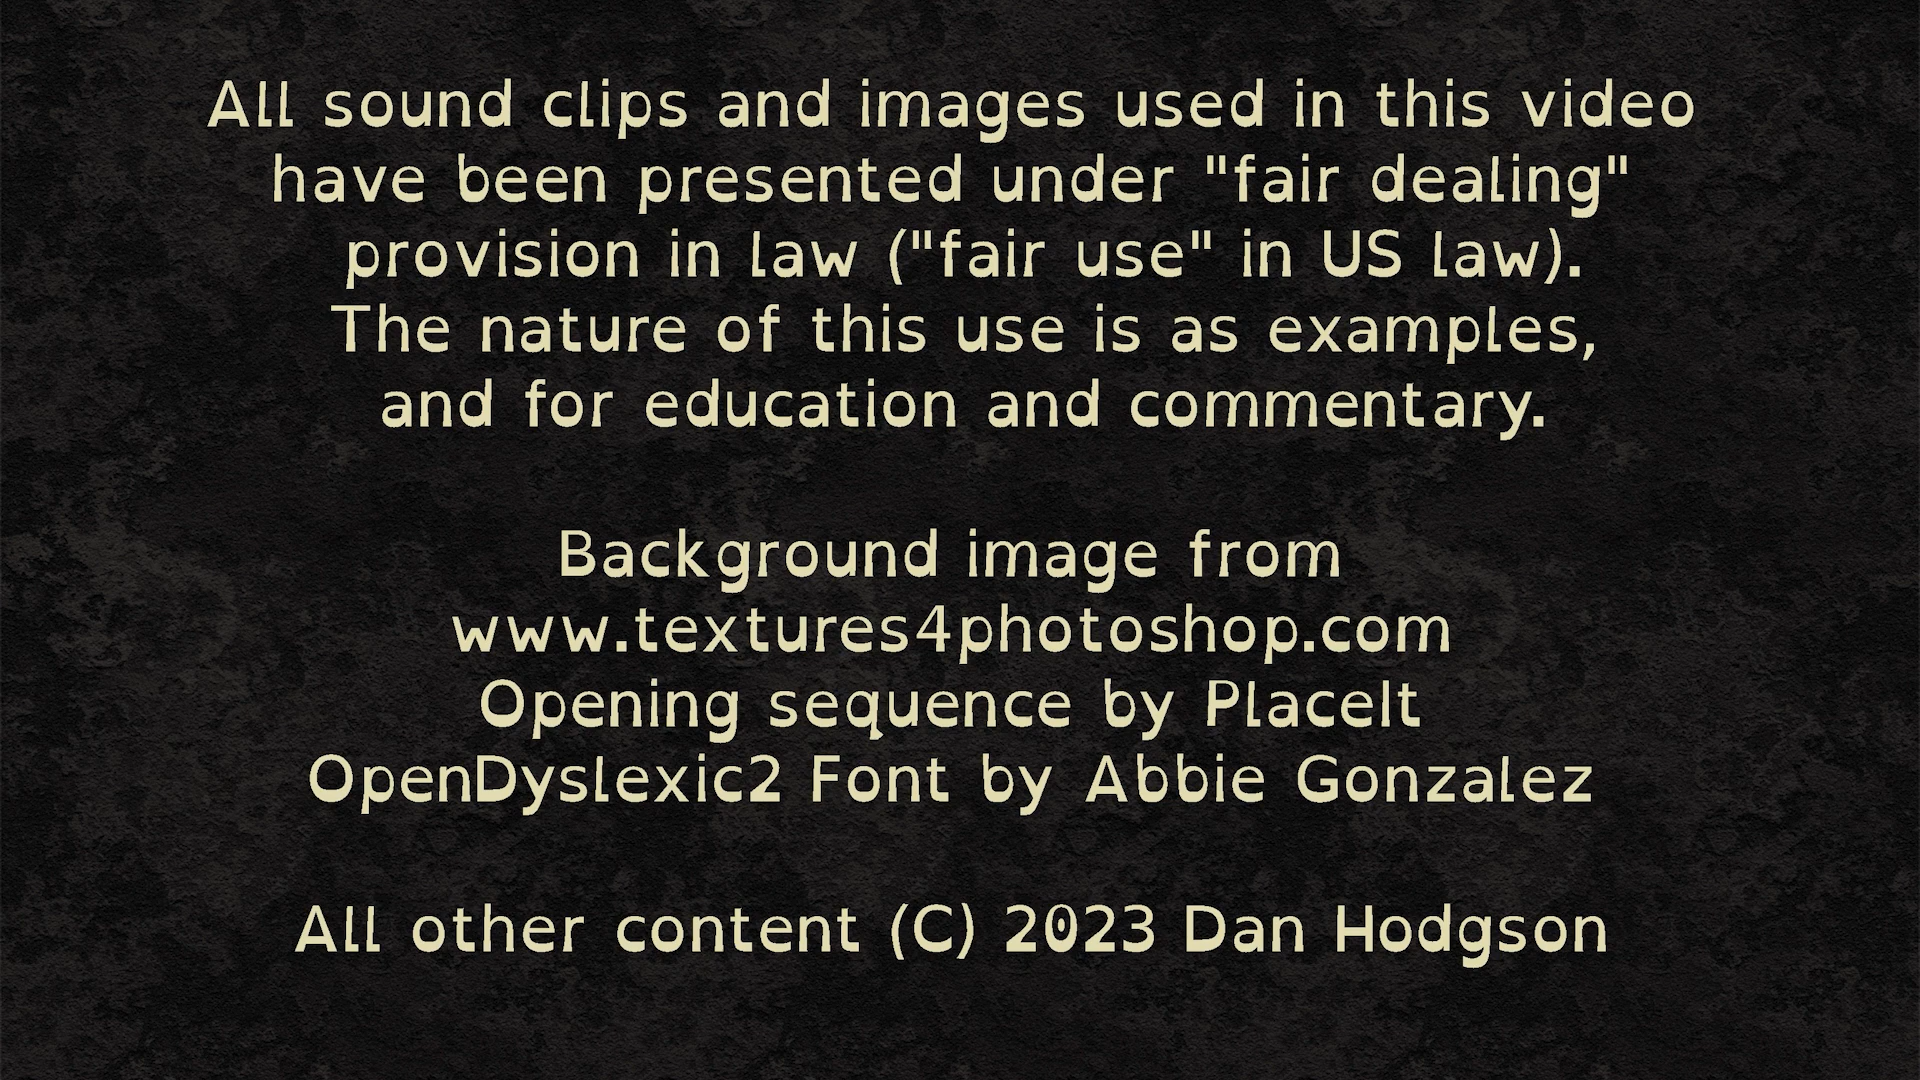 All sound clips and images used in this video
have been presented under "fair dealing"
provision in law ("fair use" in US law).
The nature of this use is as examples,
and for education and commentary.
Background image from
www.textures4photoshop.com
Opening sequence by PlaceIt
OpenDyslexic2 Font by Abbie Gonzalez
All other content (C) 2023 Dan Hodgson